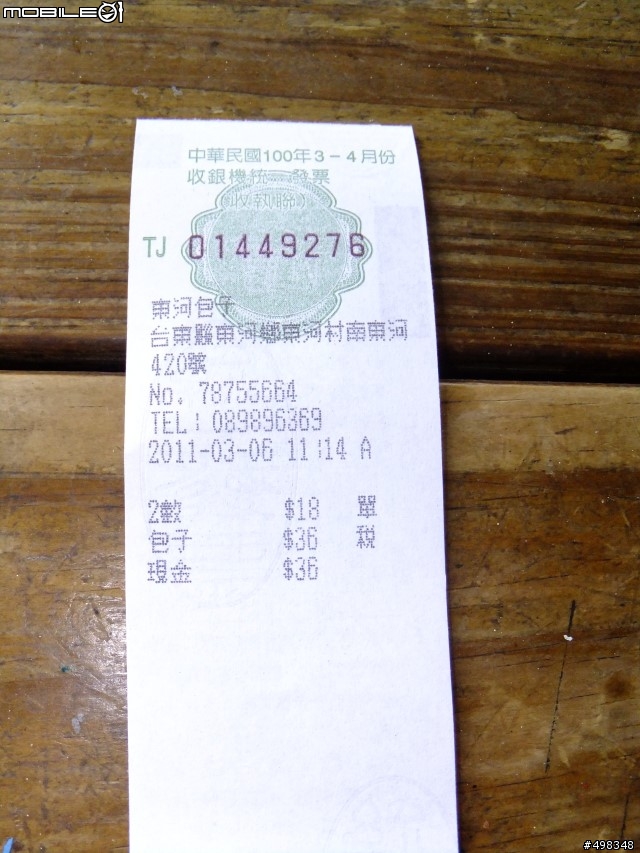 MOBILE01
中華民國100年3-4月份
收銀機統一發票
(收執聯)
TJ 01449276
東河包子
台東縣東河鄉東河村南東河
420號
No. 78755664
TEL: 089896369
2011-03-06 11:14 A
2數 $18 單
包子 $36 稅
現金 $36
#498348